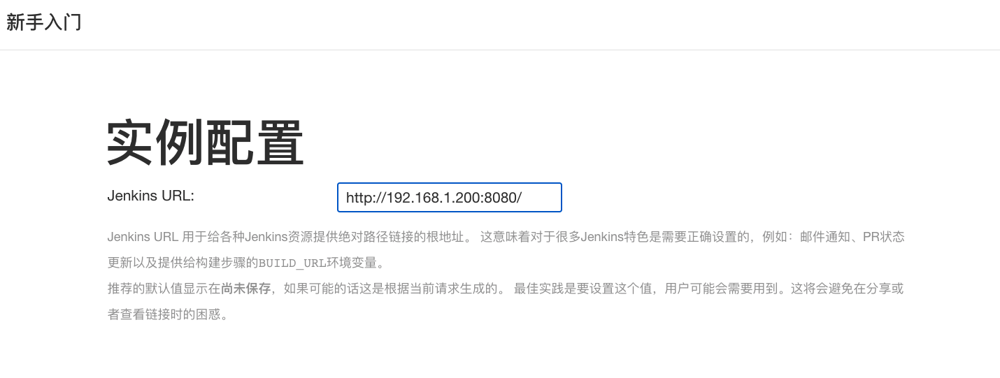 新手入门
实例配置
Jenkins URL:
http://192.168.1.200:8080/
Jenkins URL 用于给各种Jenkins资源提供绝对路径链接的根地址。 这意味着对于很多Jenkins特色是需要正确设置的，例如：邮件通知、PR状态
更新以及提供给构建步骤的BUILD_URL环境变量。
推荐的默认值显示在尚未保存，如果可能的话这是根据当前请求生成的。 最佳实践是要设置这个值，用户可能会需要用到。这将会避免在分享或
者查看链接时的困惑。